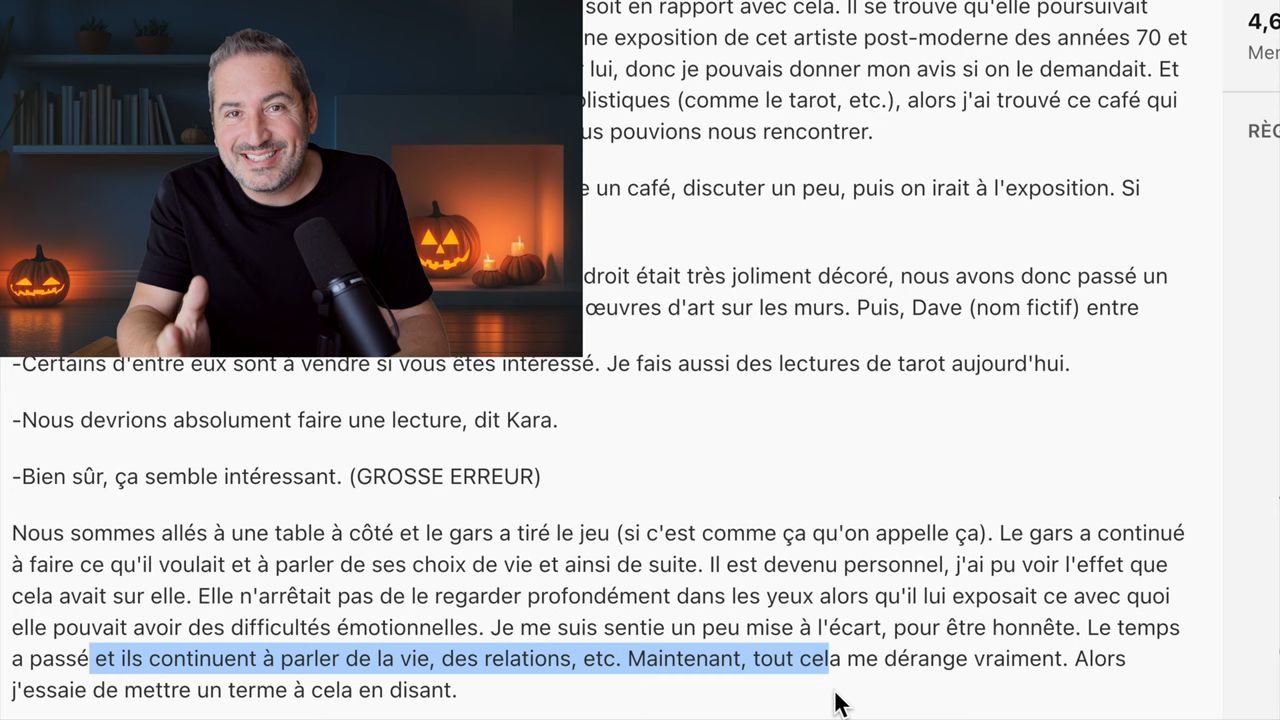 soit en rapport avec cela. Il se trouve qu'elle poursuivait
ne exposition de cet artiste post-moderne des années 70 et
lui, donc je pouvais donner mon avis si on le demandait. Et
olistiques (comme le tarot, etc.), alors j'ai trouvé ce café qui
us pouvions nous rencontrer.
e un café, discuter un peu, puis on irait à l'exposition. Si
droit était très joliment décoré, nous avons donc passé un
œuvres d'art sur les murs. Puis, Dave (nom fictif) entre
-Certains d'entre eux sont à vendre si vous êtes intéressé. Je fais aussi des lectures de tarot aujourd'hui.
-Nous devrions absolument faire une lecture, dit Kara.
-Bien sûr, ça semble intéressant. (GROSSE ERREUR)
Nous sommes allés à une table à côté et le gars a tiré le jeu (si c'est comme ça qu'on appelle ça). Le gars a continué
à faire ce qu'il voulait et à parler de ses choix de vie et ainsi de suite. Il est devenu personnel, j'ai pu voir l'effet que
cela avait sur elle. Elle n'arrêtait pas de le regarder profondément dans les yeux alors qu'il lui exposait ce avec quoi
elle pouvait avoir des difficultés émotionnelles. Je me suis sentie un peu mise à l'écart, pour être honnête. Le temps
a passé et ils continuent à parler de la vie, des relations, etc. Maintenant, tout cela me dérange vraiment. Alors
j'essaie de mettre un terme à cela en disant.
4,6
Mer
RÈG